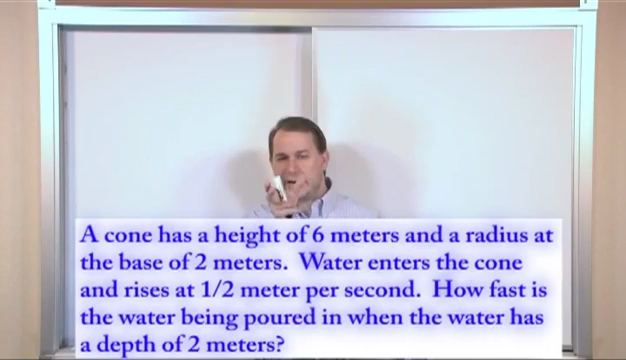 A cone has a height of 6 meters and a radius at
the base of 2 meters.  Water enters the cone
and rises at 1/2 meter per second.  How fast is
the water being poured in when the water has
a depth of 2 meters?